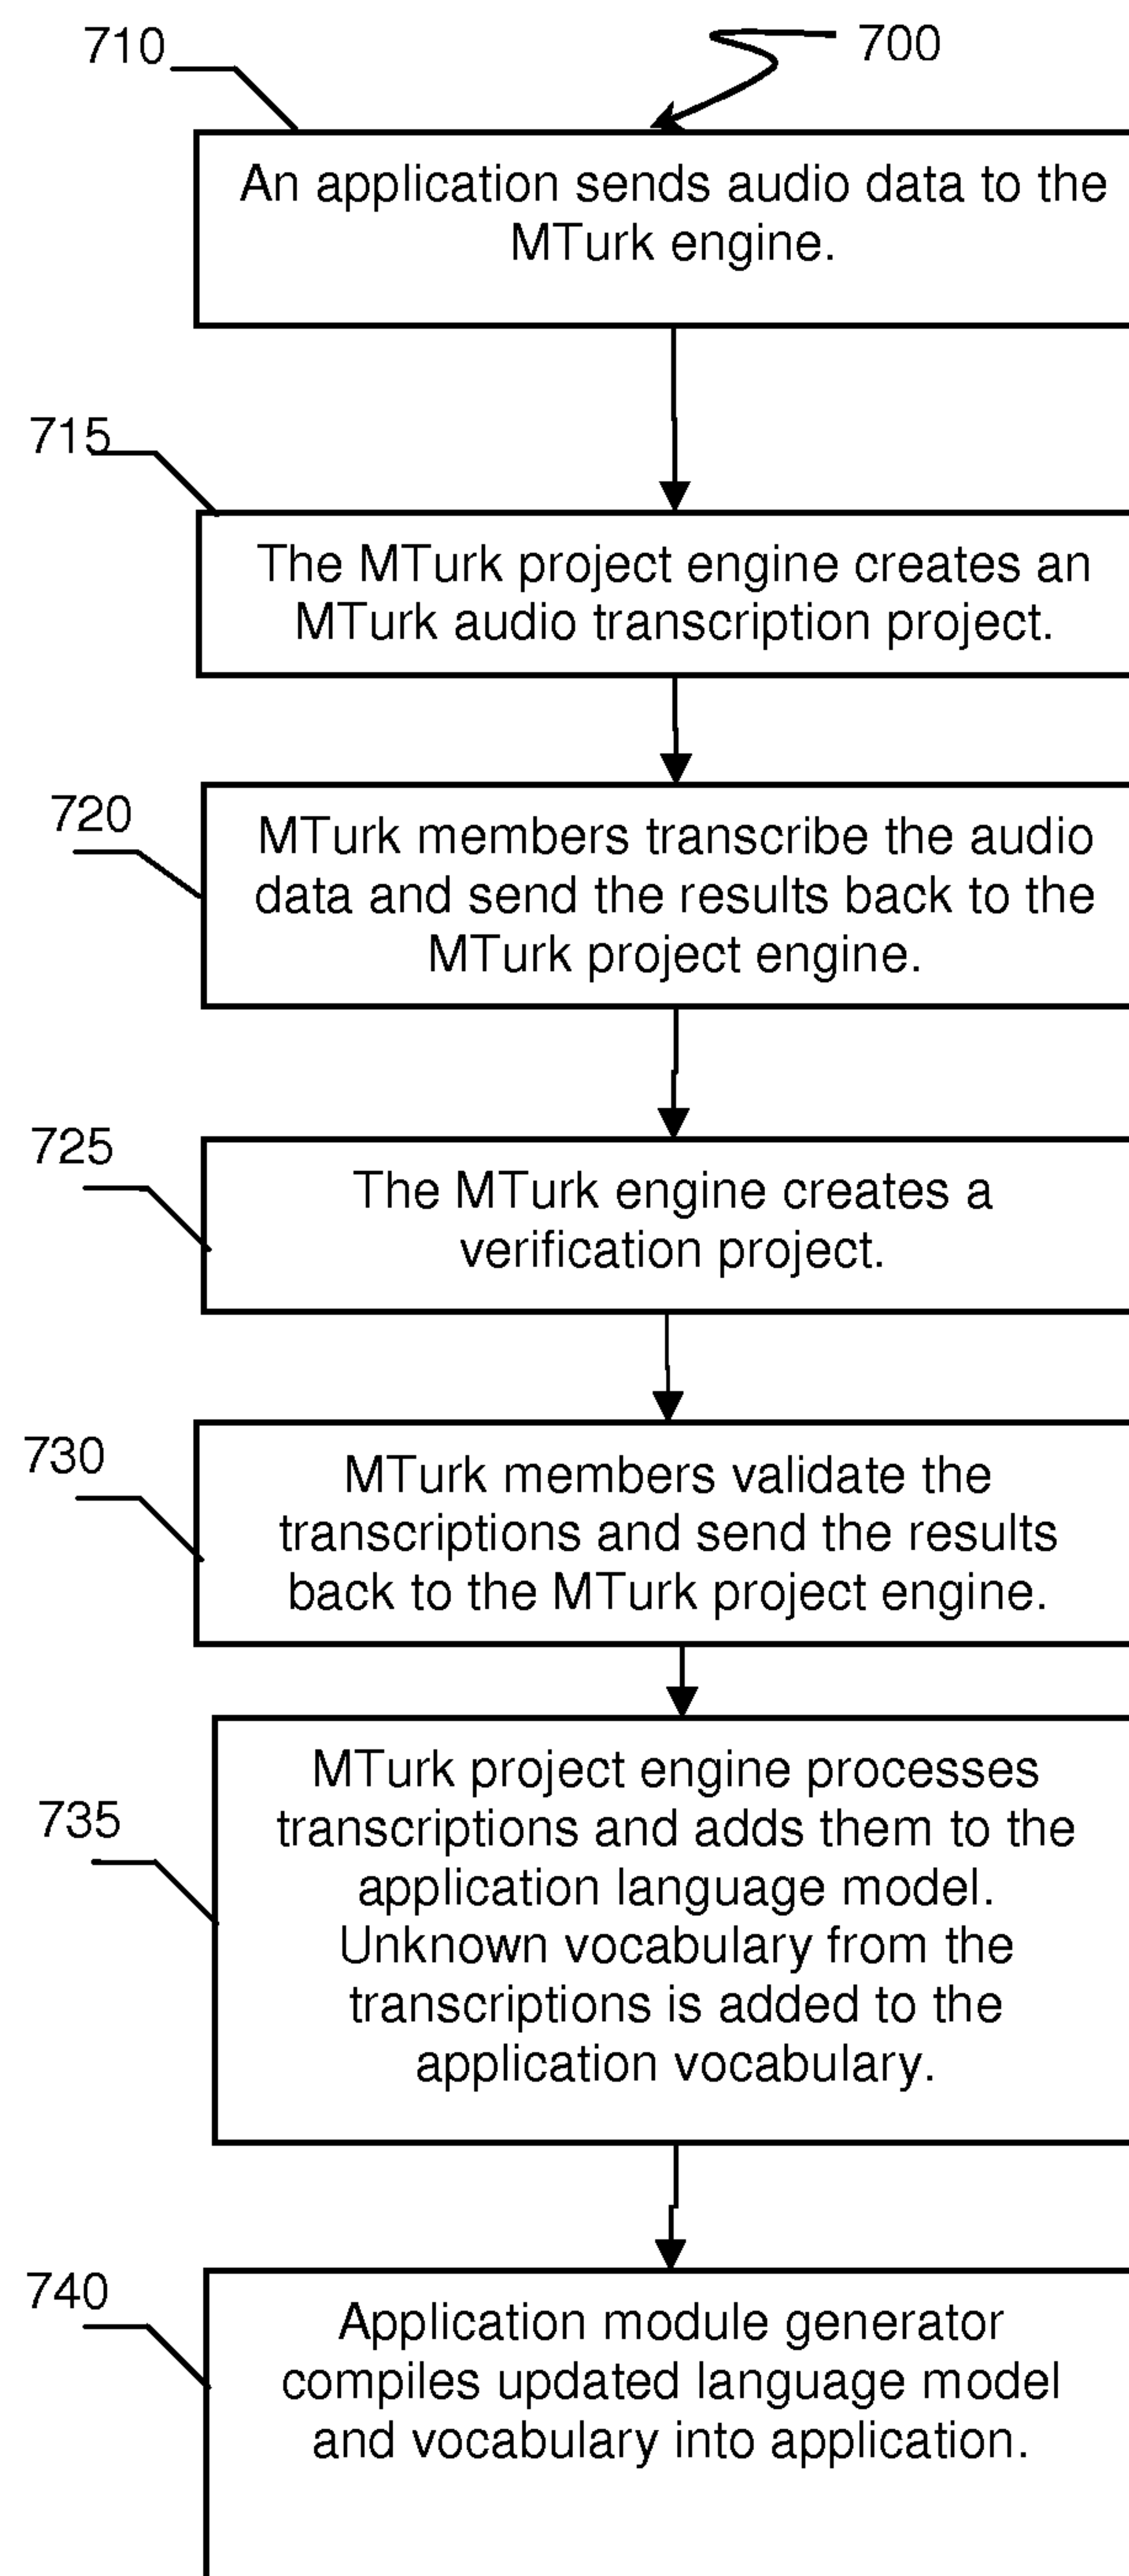 710
700
An application sends audio data to the
MTurk engine.
715
The MTurk project engine creates an
MTurk audio transcription project.
720
MTurk members transcribe the audio
data and send the results back to the
MTurk project engine.
725
The MTurk engine creates a
verification project.
730
MTurk members validate the
transcriptions and send the results
back to the MTurk project engine.
735
MTurk project engine processes
transcriptions and adds them to the
application language model.
Unknown vocabulary from the
transcriptions is added to the
application vocabulary.
740
Application module generator
compiles updated language model
and vocabulary into application.